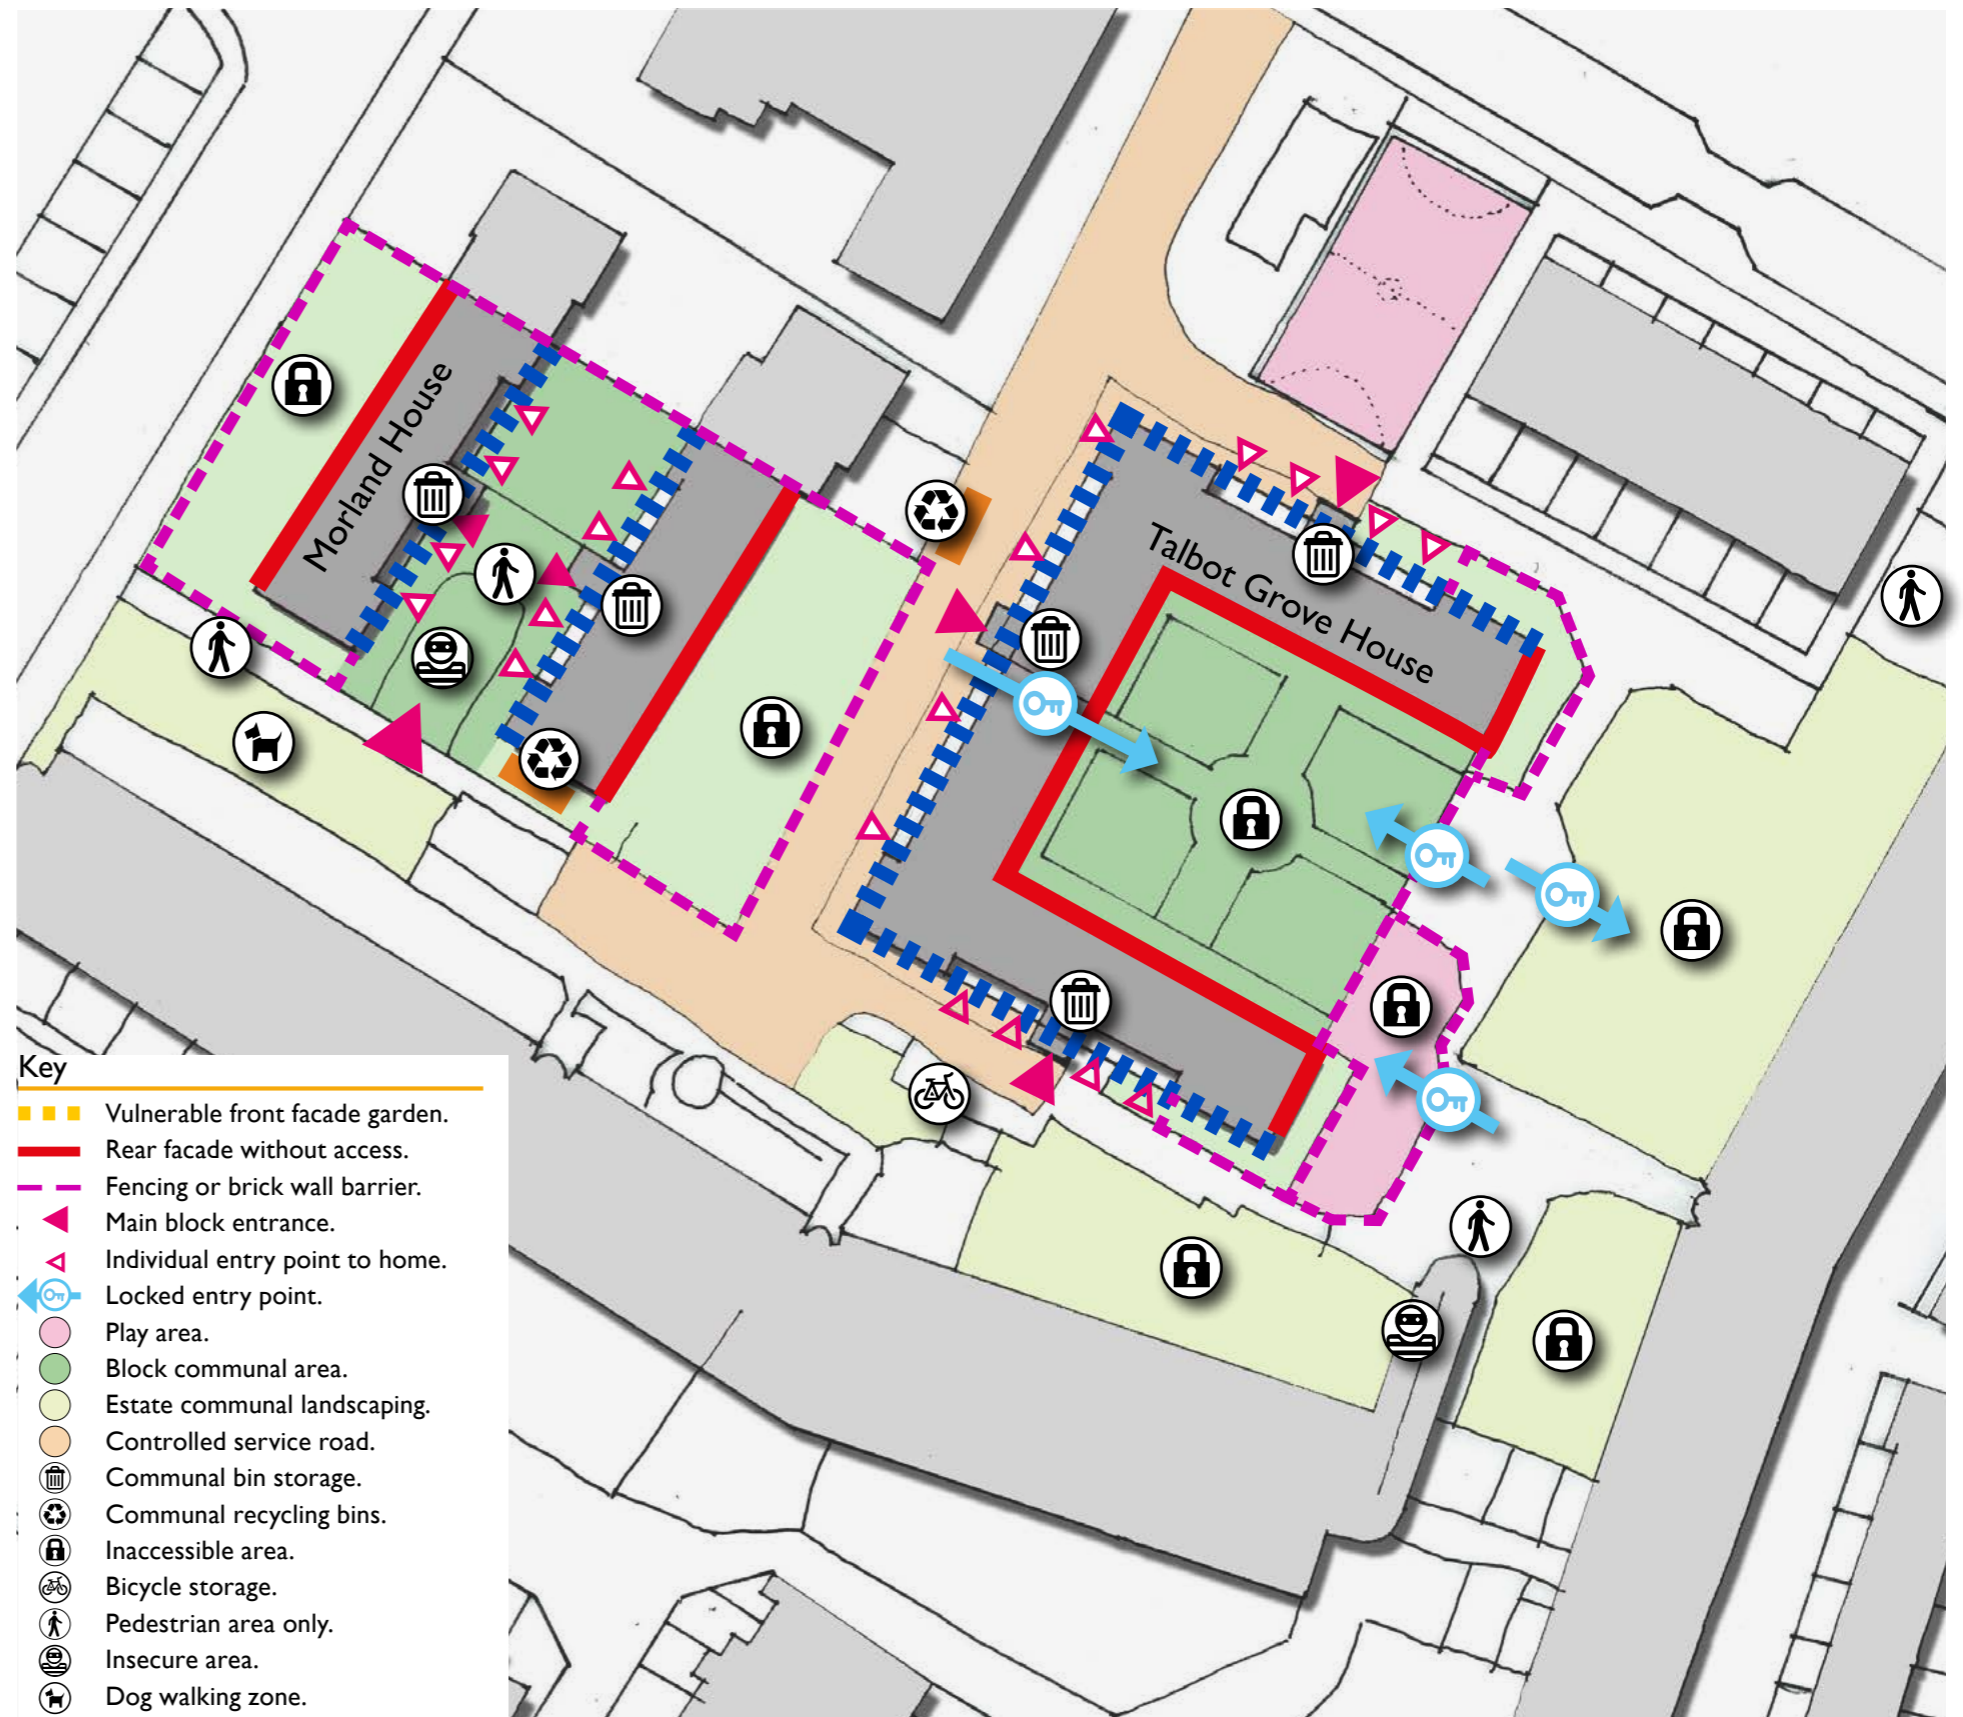 Morland House
Talbot Grove House
Key
Vulnerable front facade garden.
Rear facade without access.
Fencing or brick wall barrier.
Main block entrance.
Individual entry point to home.
Locked entry point.
Play area.
Block communal area.
Estate communal landscaping.
Controlled service road.
Communal bin storage.
Communal recycling bins.
Inaccessible area.
Bicycle storage.
Pedestrian area only.
Insecure area.
Dog walking zone.